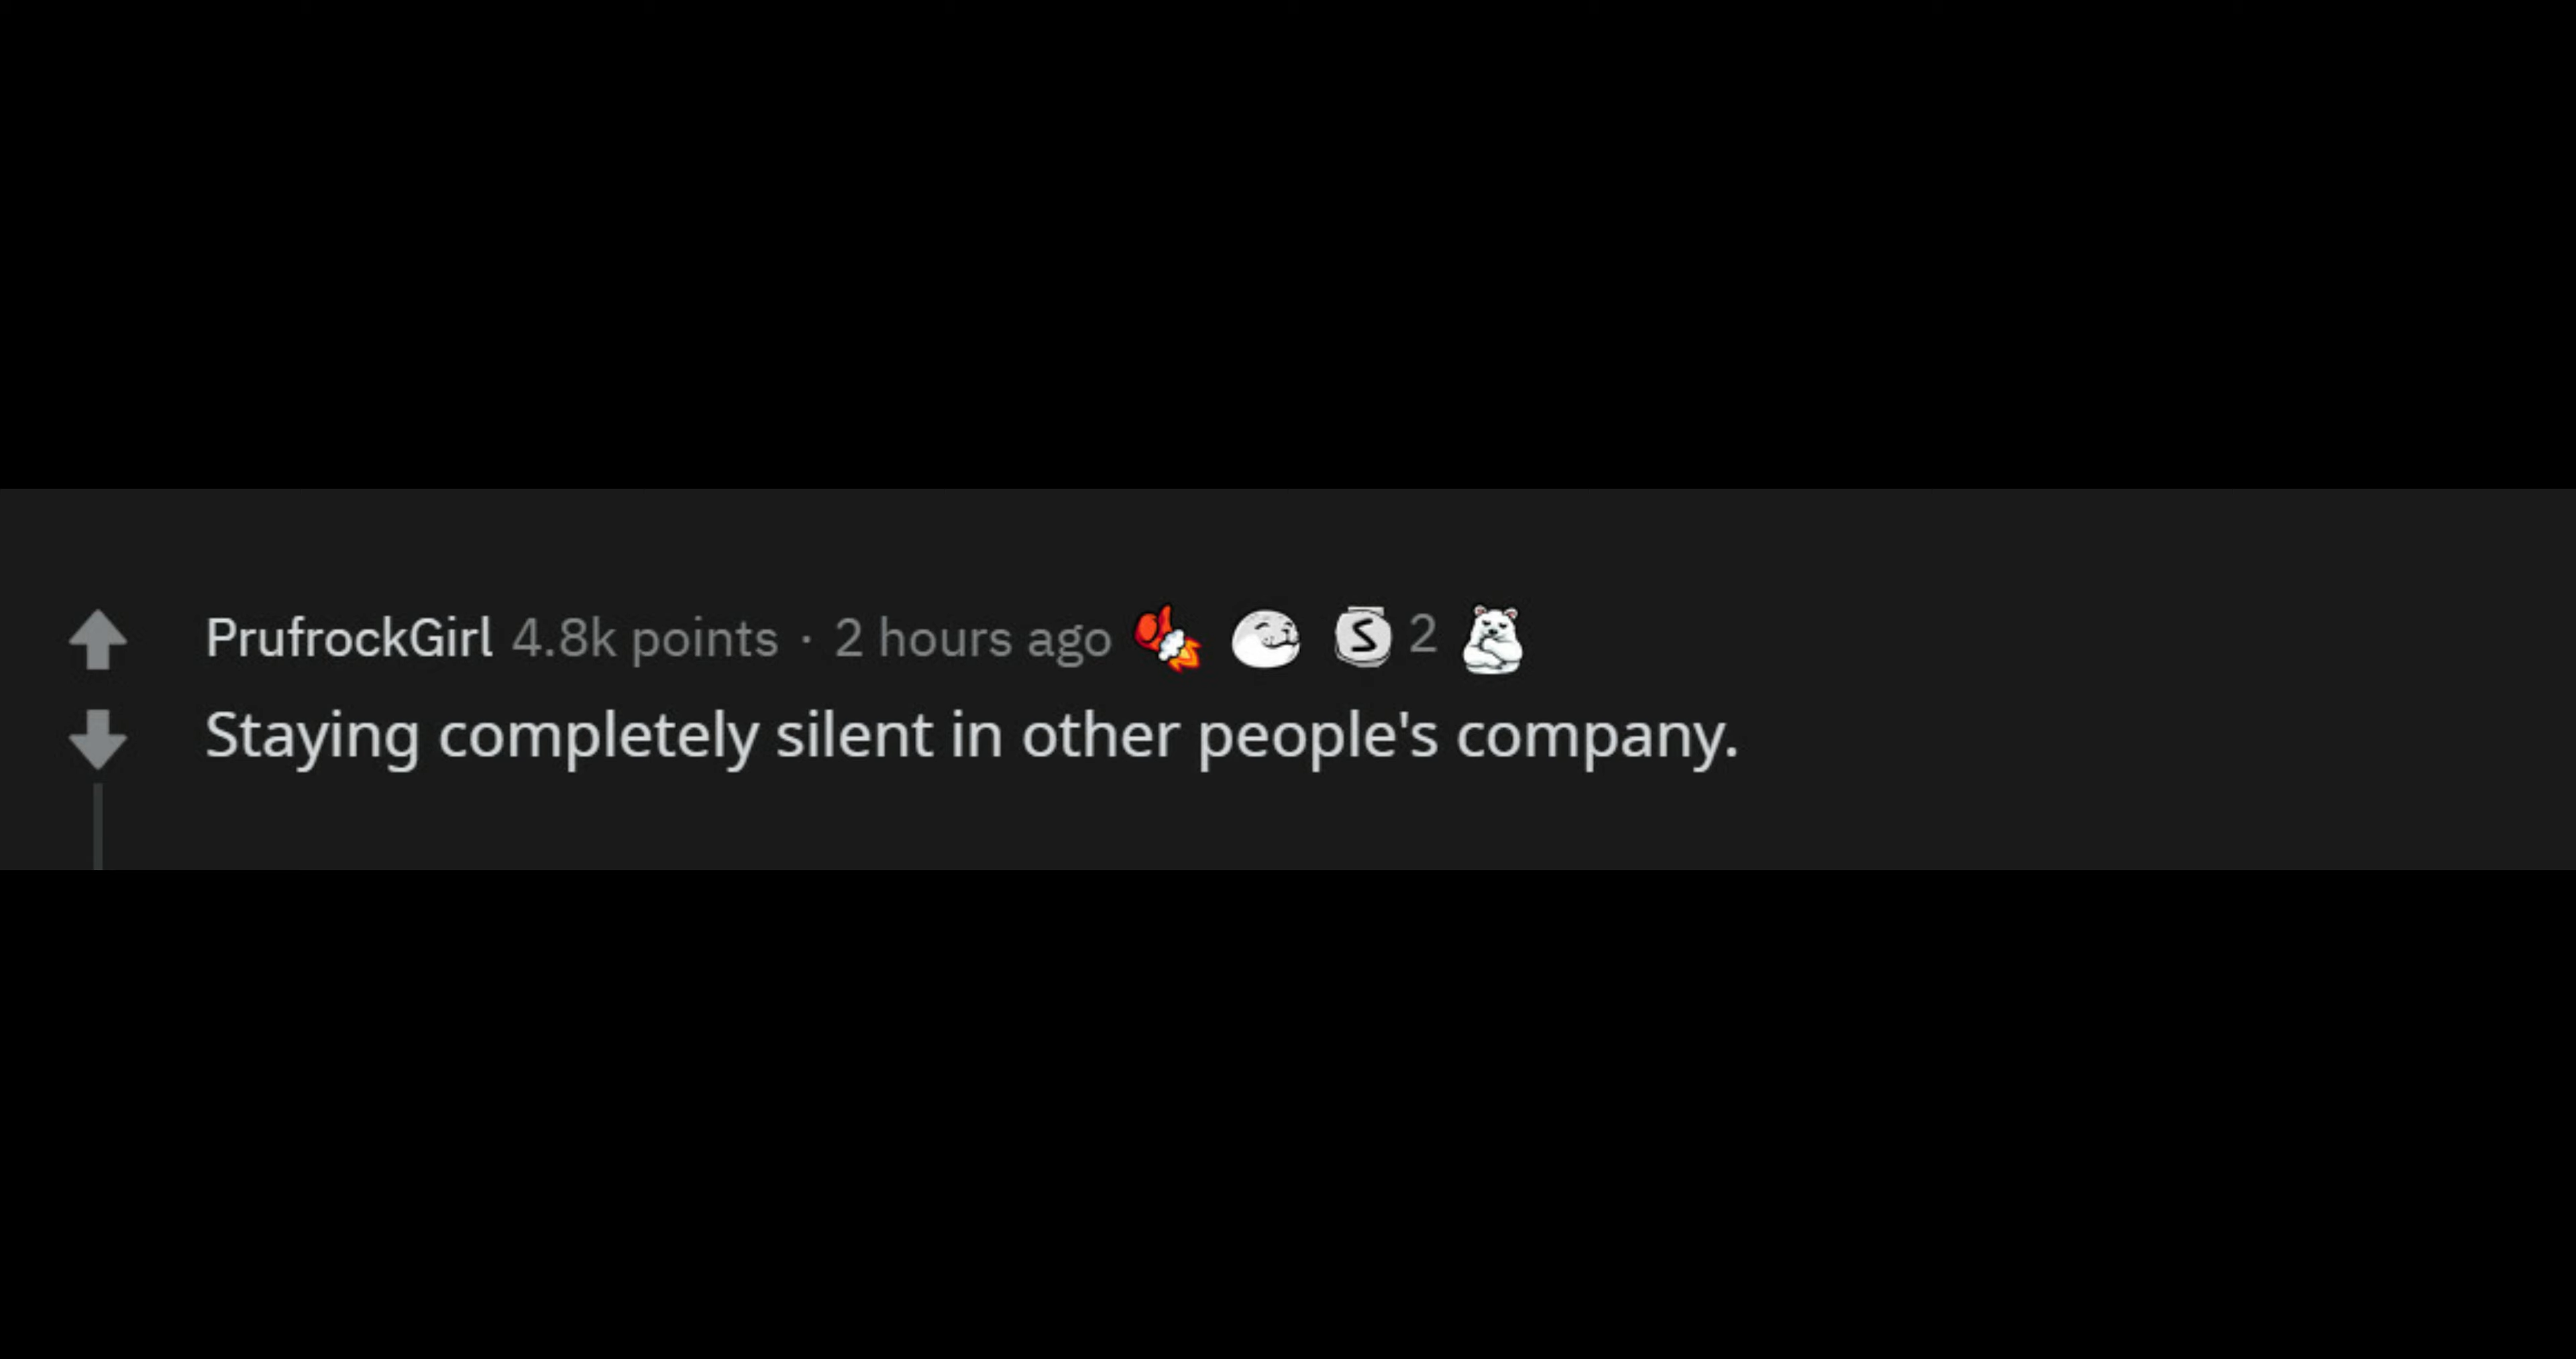 PrufrockGirl 4.8k points · 2 hours ago S 2
Staying completely silent in other people's company.